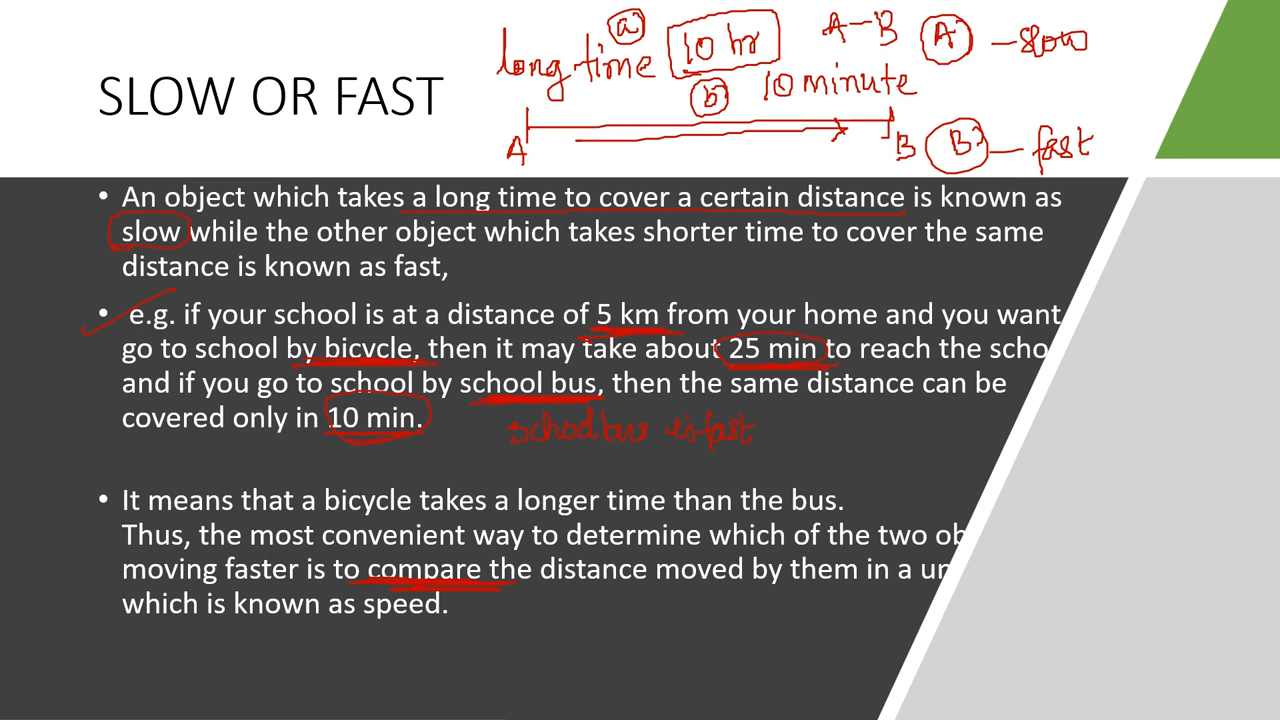 SLOW OR FAST
long time
a
10 hr
A-B
A
-slow
b
10 minute
A
B
B
- fast
• An object which takes a long time to cover a certain distance is known as
slow while the other object which takes shorter time to cover the same
distance is known as fast,
• e.g. if your school is at a distance of 5 km from your home and you want
go to school by bicycle, then it may take about 25 min to reach the scho
and if you go to school by school bus, then the same distance can be
covered only in 10 min.
school bus is fast
• It means that a bicycle takes a longer time than the bus.
Thus, the most convenient way to determine which of the two ob
moving faster is to compare the distance moved by them in a un
which is known as speed.